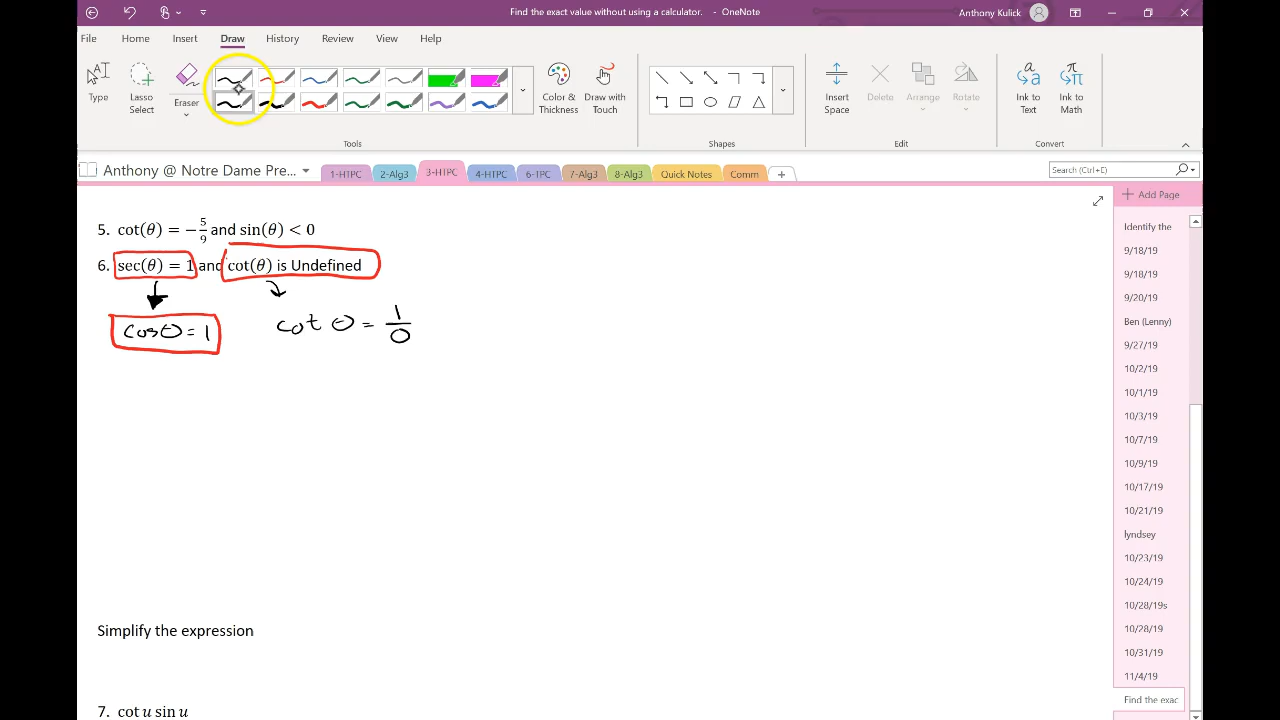 Find the exact value without using a calculator. - OneNote
Anthony Kulick
File Home Insert Draw History Review View Help
Type
Lasso Select
Eraser
Color & Thickness
Draw with Touch
Insert Space
Delete
Arrange
Rotate
Ink to Text
Ink to Math
Tools
Shapes
Edit
Convert
Anthony @ Notre Dame Pre...
1-HTPC 2-Alg3 3-HTPC 4-HTPC 6-TPC 7-Alg3 8-Alg3 Quick Notes Comm +
Search (Ctrl+E)
5. cot(θ) = −5/9 and sin(θ) < 0
6. sec(θ) = 1 and cot(θ) is Undefined
cos θ = 1
cot θ = 1/0
Simplify the expression
7. cot u sin u
Add Page
Identify the
9/18/19
9/18/19
9/20/19
Ben (Lenny)
9/27/19
10/2/19
10/1/19
10/3/19
10/7/19
10/9/19
10/17/19
10/21/19
lyndsey
10/23/19
10/24/19
10/28/19s
10/28/19
10/31/19
11/4/19
Find the exac